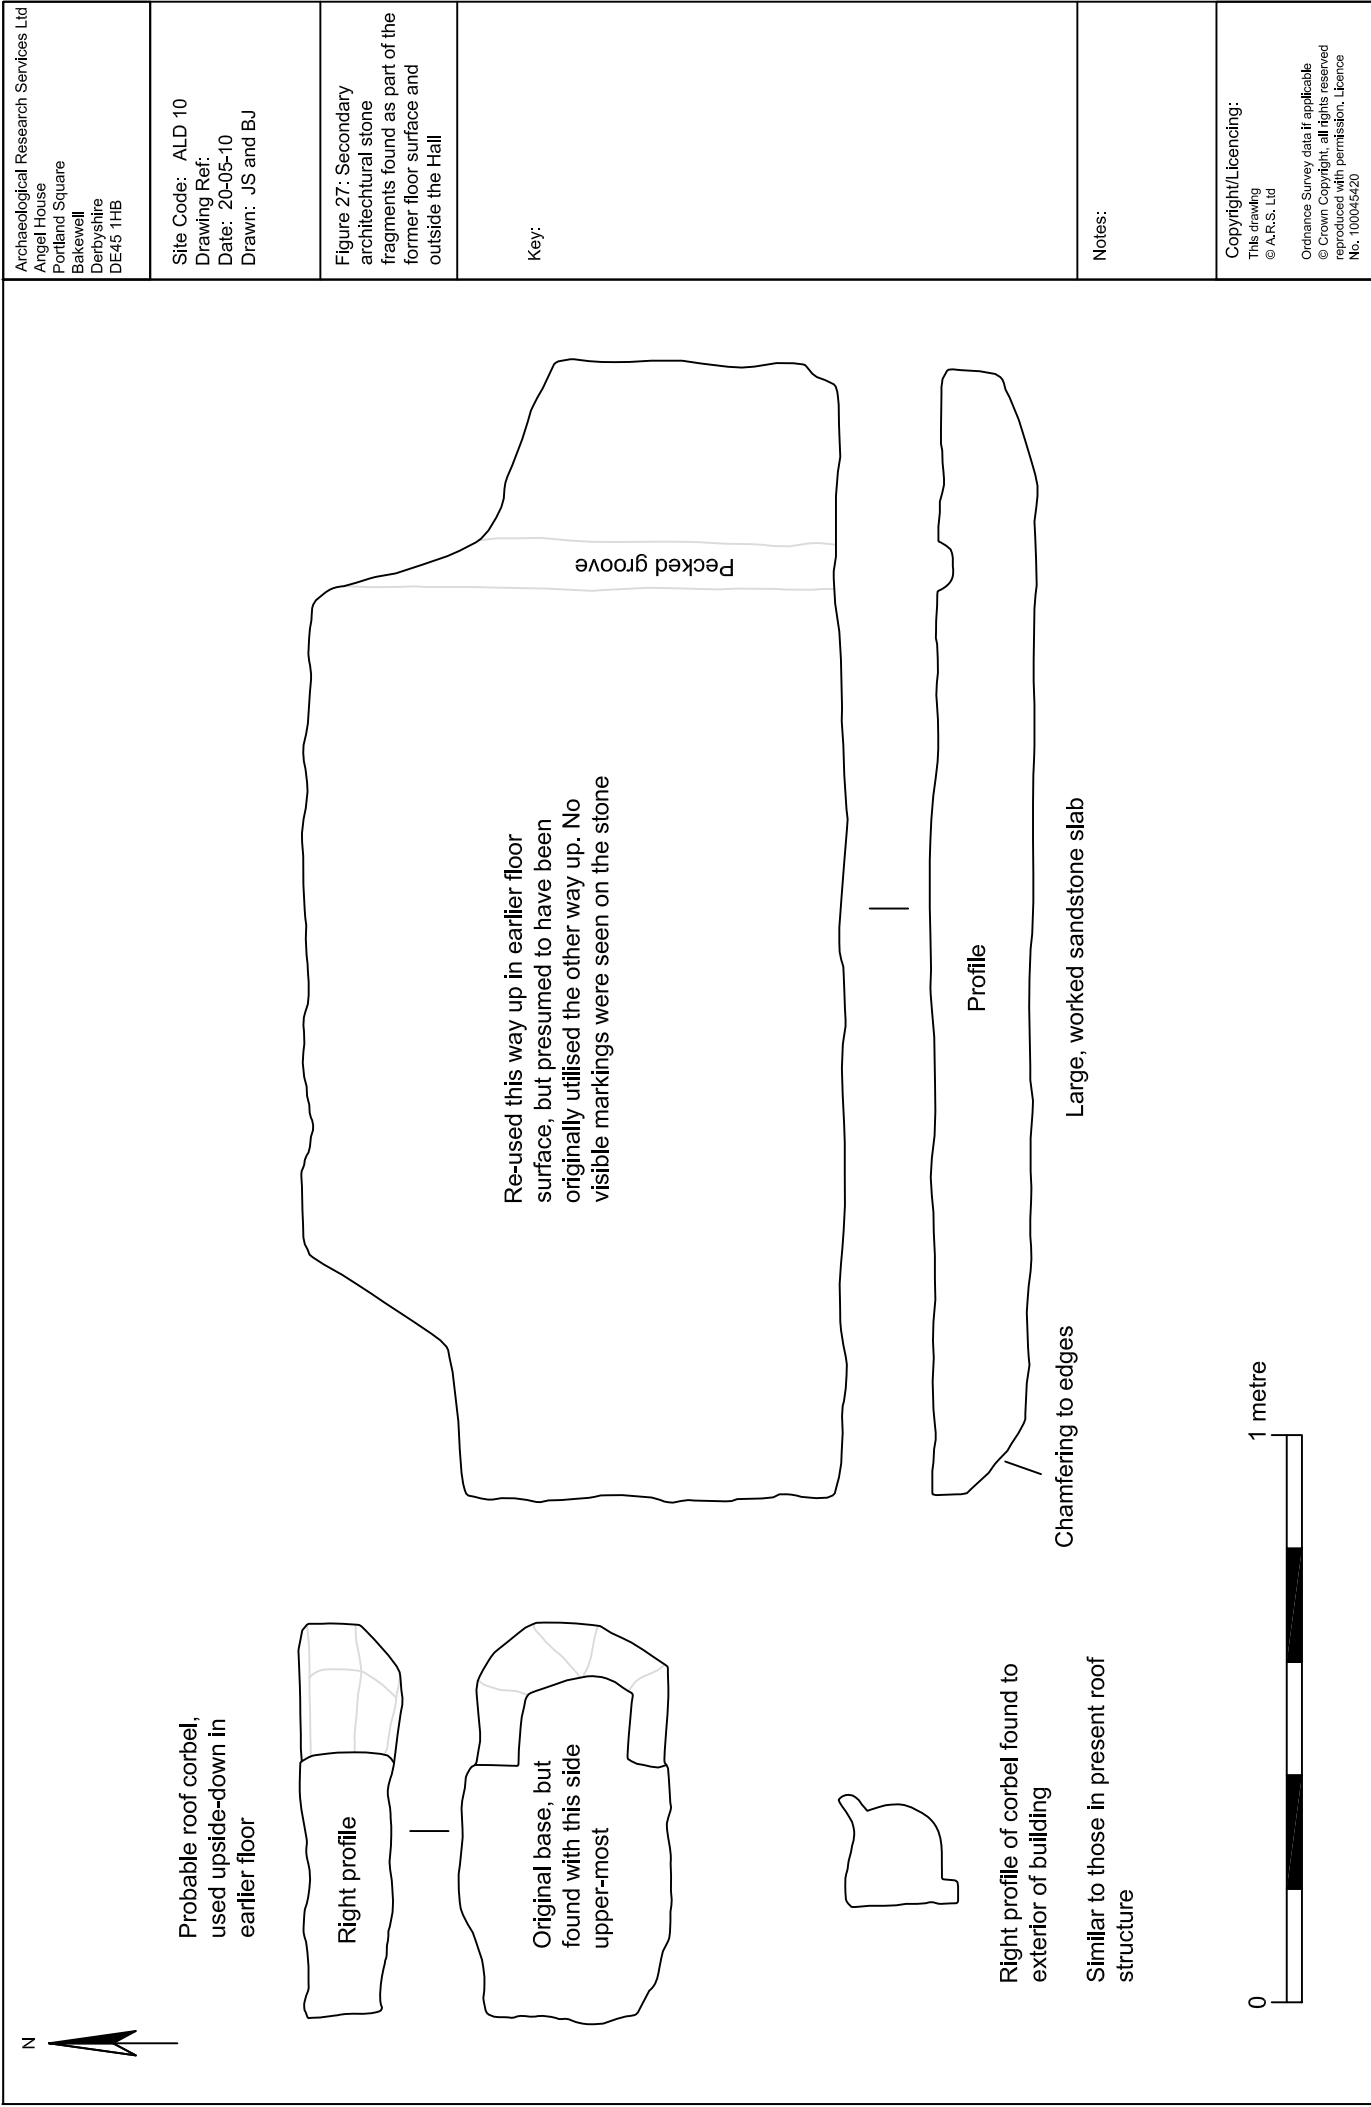 N
Probable roof corbel,
used upside-down in
earlier floor
Right profile
Original base, but
found with this side
upper-most
Right profile of corbel found to
exterior of building
Similar to those in present roof
structure
0
1 metre
Re-used this way up in earlier floor
surface, but presumed to have been
originally utilised the other way up. No
visible markings were seen on the stone
Pecked groove
Profile
Chamfering to edges
Large, worked sandstone slab
Archaeological Research Services Ltd
Angel House
Portland Square
Bakewell
Derbyshire
DE45 1HB
Site Code: ALD 10
Drawing Ref:
Date: 20-05-10
Drawn: JS and BJ
Figure 27: Secondary
architechtural stone
fragments found as part of the
former floor surface and
outside the Hall
Key:
Notes:
Copyright/Licencing:
This drawing
© A.R.S. Ltd
Ordnance Survey data if applicable
© Crown Copyright, all rights reserved
reproduced with permission. Licence
No. 100045420